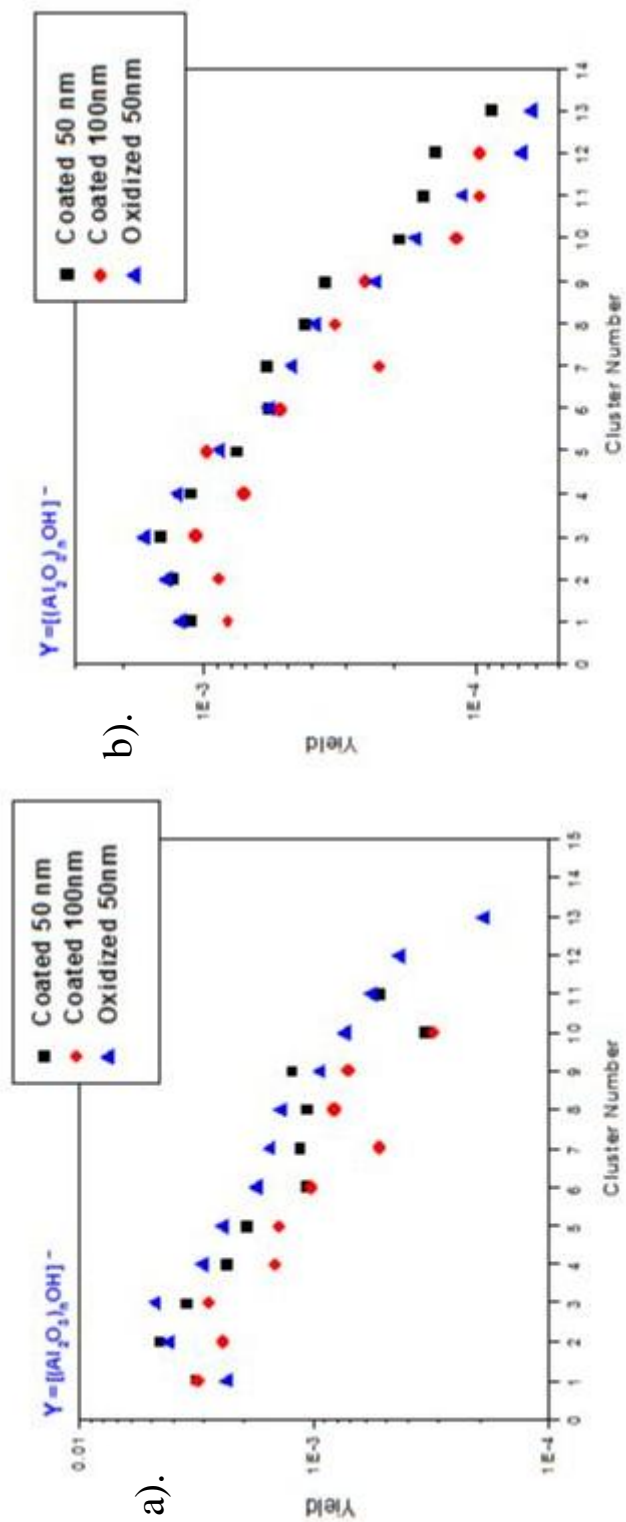 a).
Y=[(Al₂O₃)ₙOH]⁻
Coated 50 nm
Coated 100nm
Oxidized 50nm
0.01
1E-3
1E-4
Yield
0 1 2 3 4 5 6 7 8 9 10 11 12 13 14 15
Cluster Number
b).
Y=[(Al₂O₂)ₙOH]⁻
Coated 50 nm
Coated 100nm
Oxidized 50nm
1E-3
1E-4
Yield
0 1 2 3 4 5 6 7 8 9 10 11 12 13 14
Cluster Number